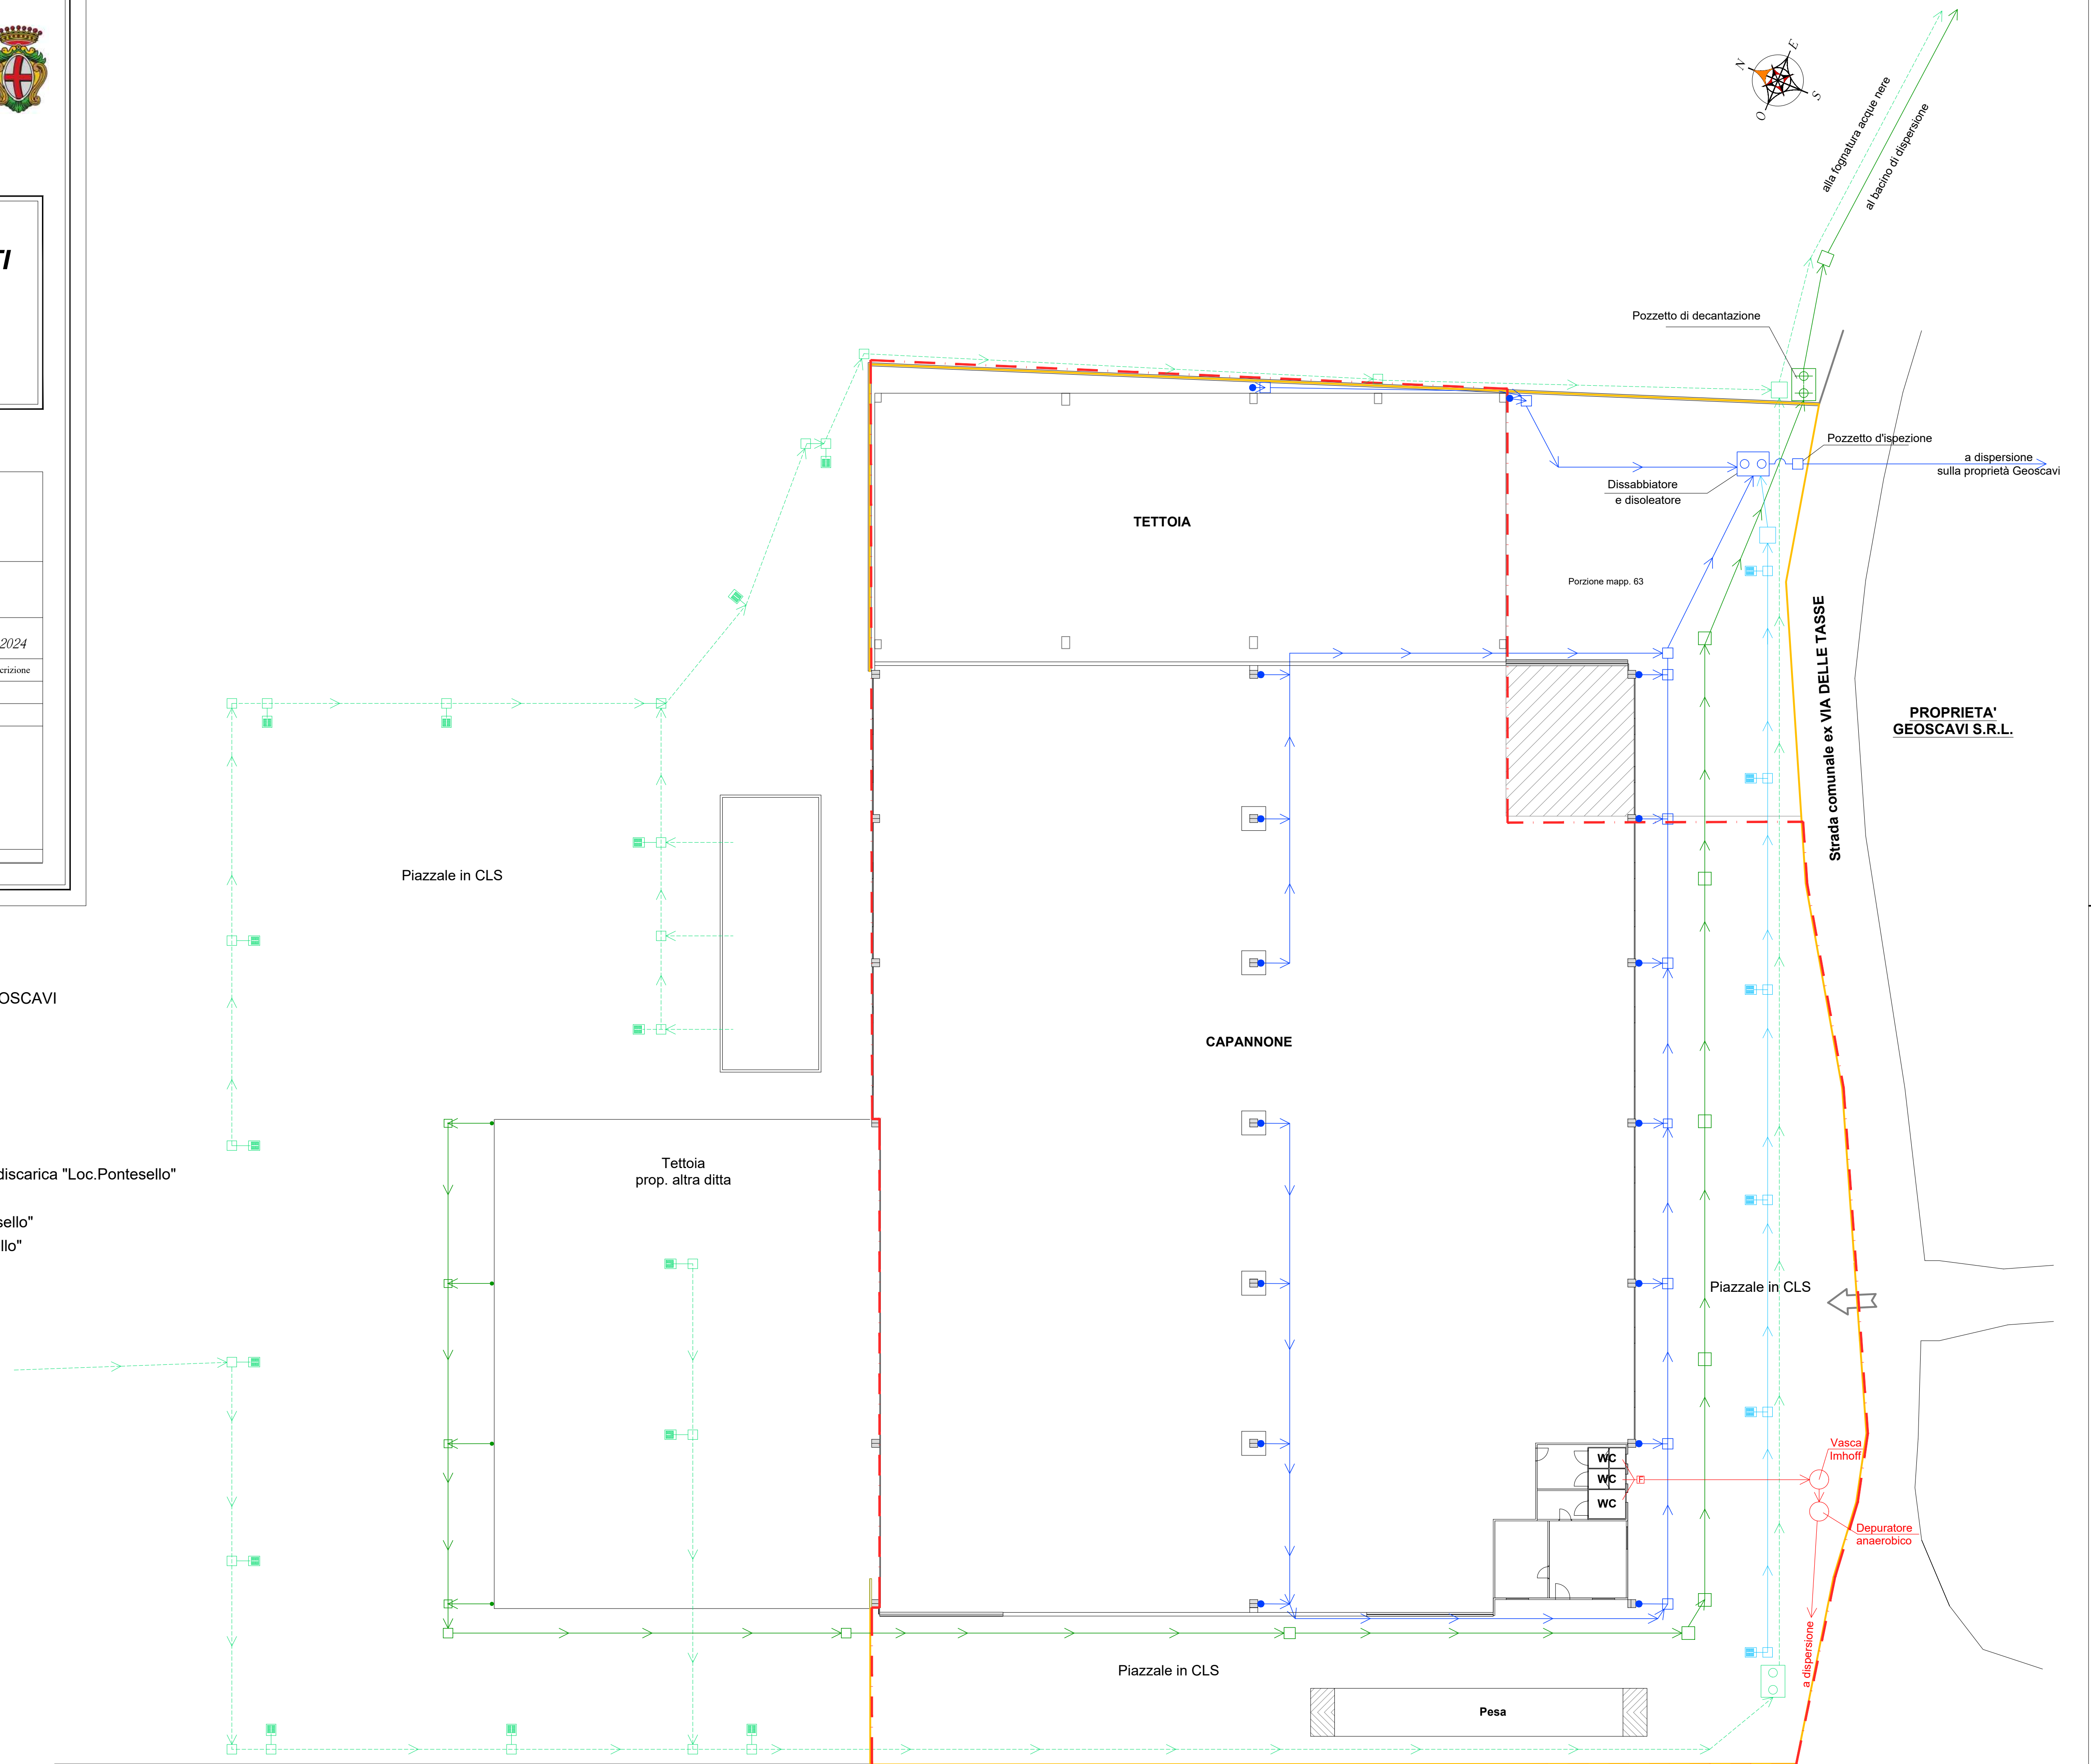 TI
2024
crizione
OSCAVI
discarica "Loc.Pontesello"
sello"
llo"
N
E
S
O
alla fognatura acque nere
al bacino di dispersione
Pozzetto di decantazione
Pozzetto d'ispezione
a dispersione
sulla proprietà Geoscavi
Dissabbiatore
e disoleatore
TETTOIA
Porzione mapp. 63
Strada comunale ex VIA DELLE TASSE
PROPRIETA'
GEOSCAVI S.R.L.
Piazzale in CLS
CAPANNONE
Tettoia
prop. altra ditta
Piazzale in CLS
WC
WC
WC
F
Vasca
Imhoff
Depuratore
anaerobico
a dispersione
Piazzale in CLS
Pesa